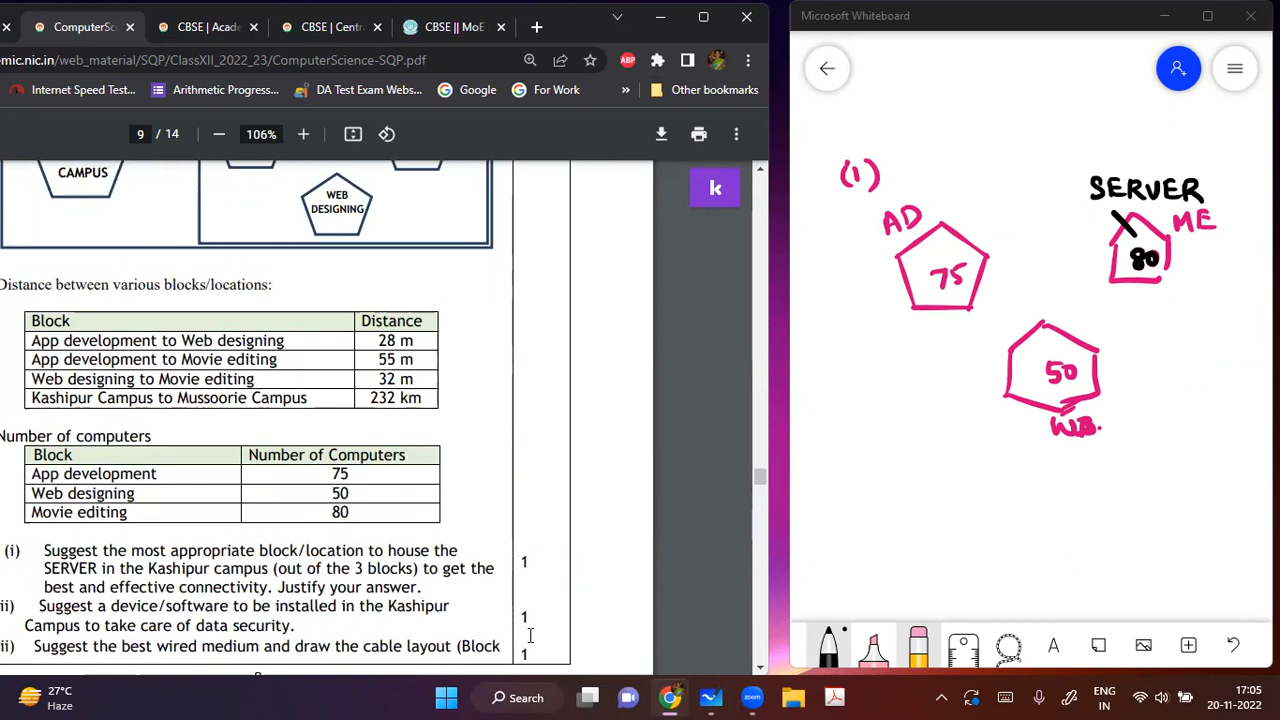 ComputerSc
CBSE | Acade
CBSE | Centra
CBSE || MoE
emic.nic.in/web_material/SQP/ClassXII_2022_23/ComputerScience-SQP.pdf
ABP
Internet Speed Test...
Arithmetic Progress...
DA Test Exam Webs...
Google
For Work
»
Other bookmarks
9 / 14
106%
CAMPUS
WEB
DESIGNING
k
Distance between various blocks/locations:
Block Distance
App development to Web designing 28 m
App development to Movie editing 55 m
Web designing to Movie editing 32 m
Kashipur Campus to Mussoorie Campus 232 km
Number of computers
Block Number of Computers
App development 75
Web designing 50
Movie editing 80
(i) Suggest the most appropriate block/location to house the
SERVER in the Kashipur campus (out of the 3 blocks) to get the
best and effective connectivity. Justify your answer.
1
ii) Suggest a device/software to be installed in the Kashipur
Campus to take care of data security.
1
ii) Suggest the best wired medium and draw the cable layout (Block
1
Microsoft Whiteboard
(1)
SERVER
AD
ME
75
80
50
W.B.
A
27°C
Haze
Search
ENG
IN
17:05
20-11-2022